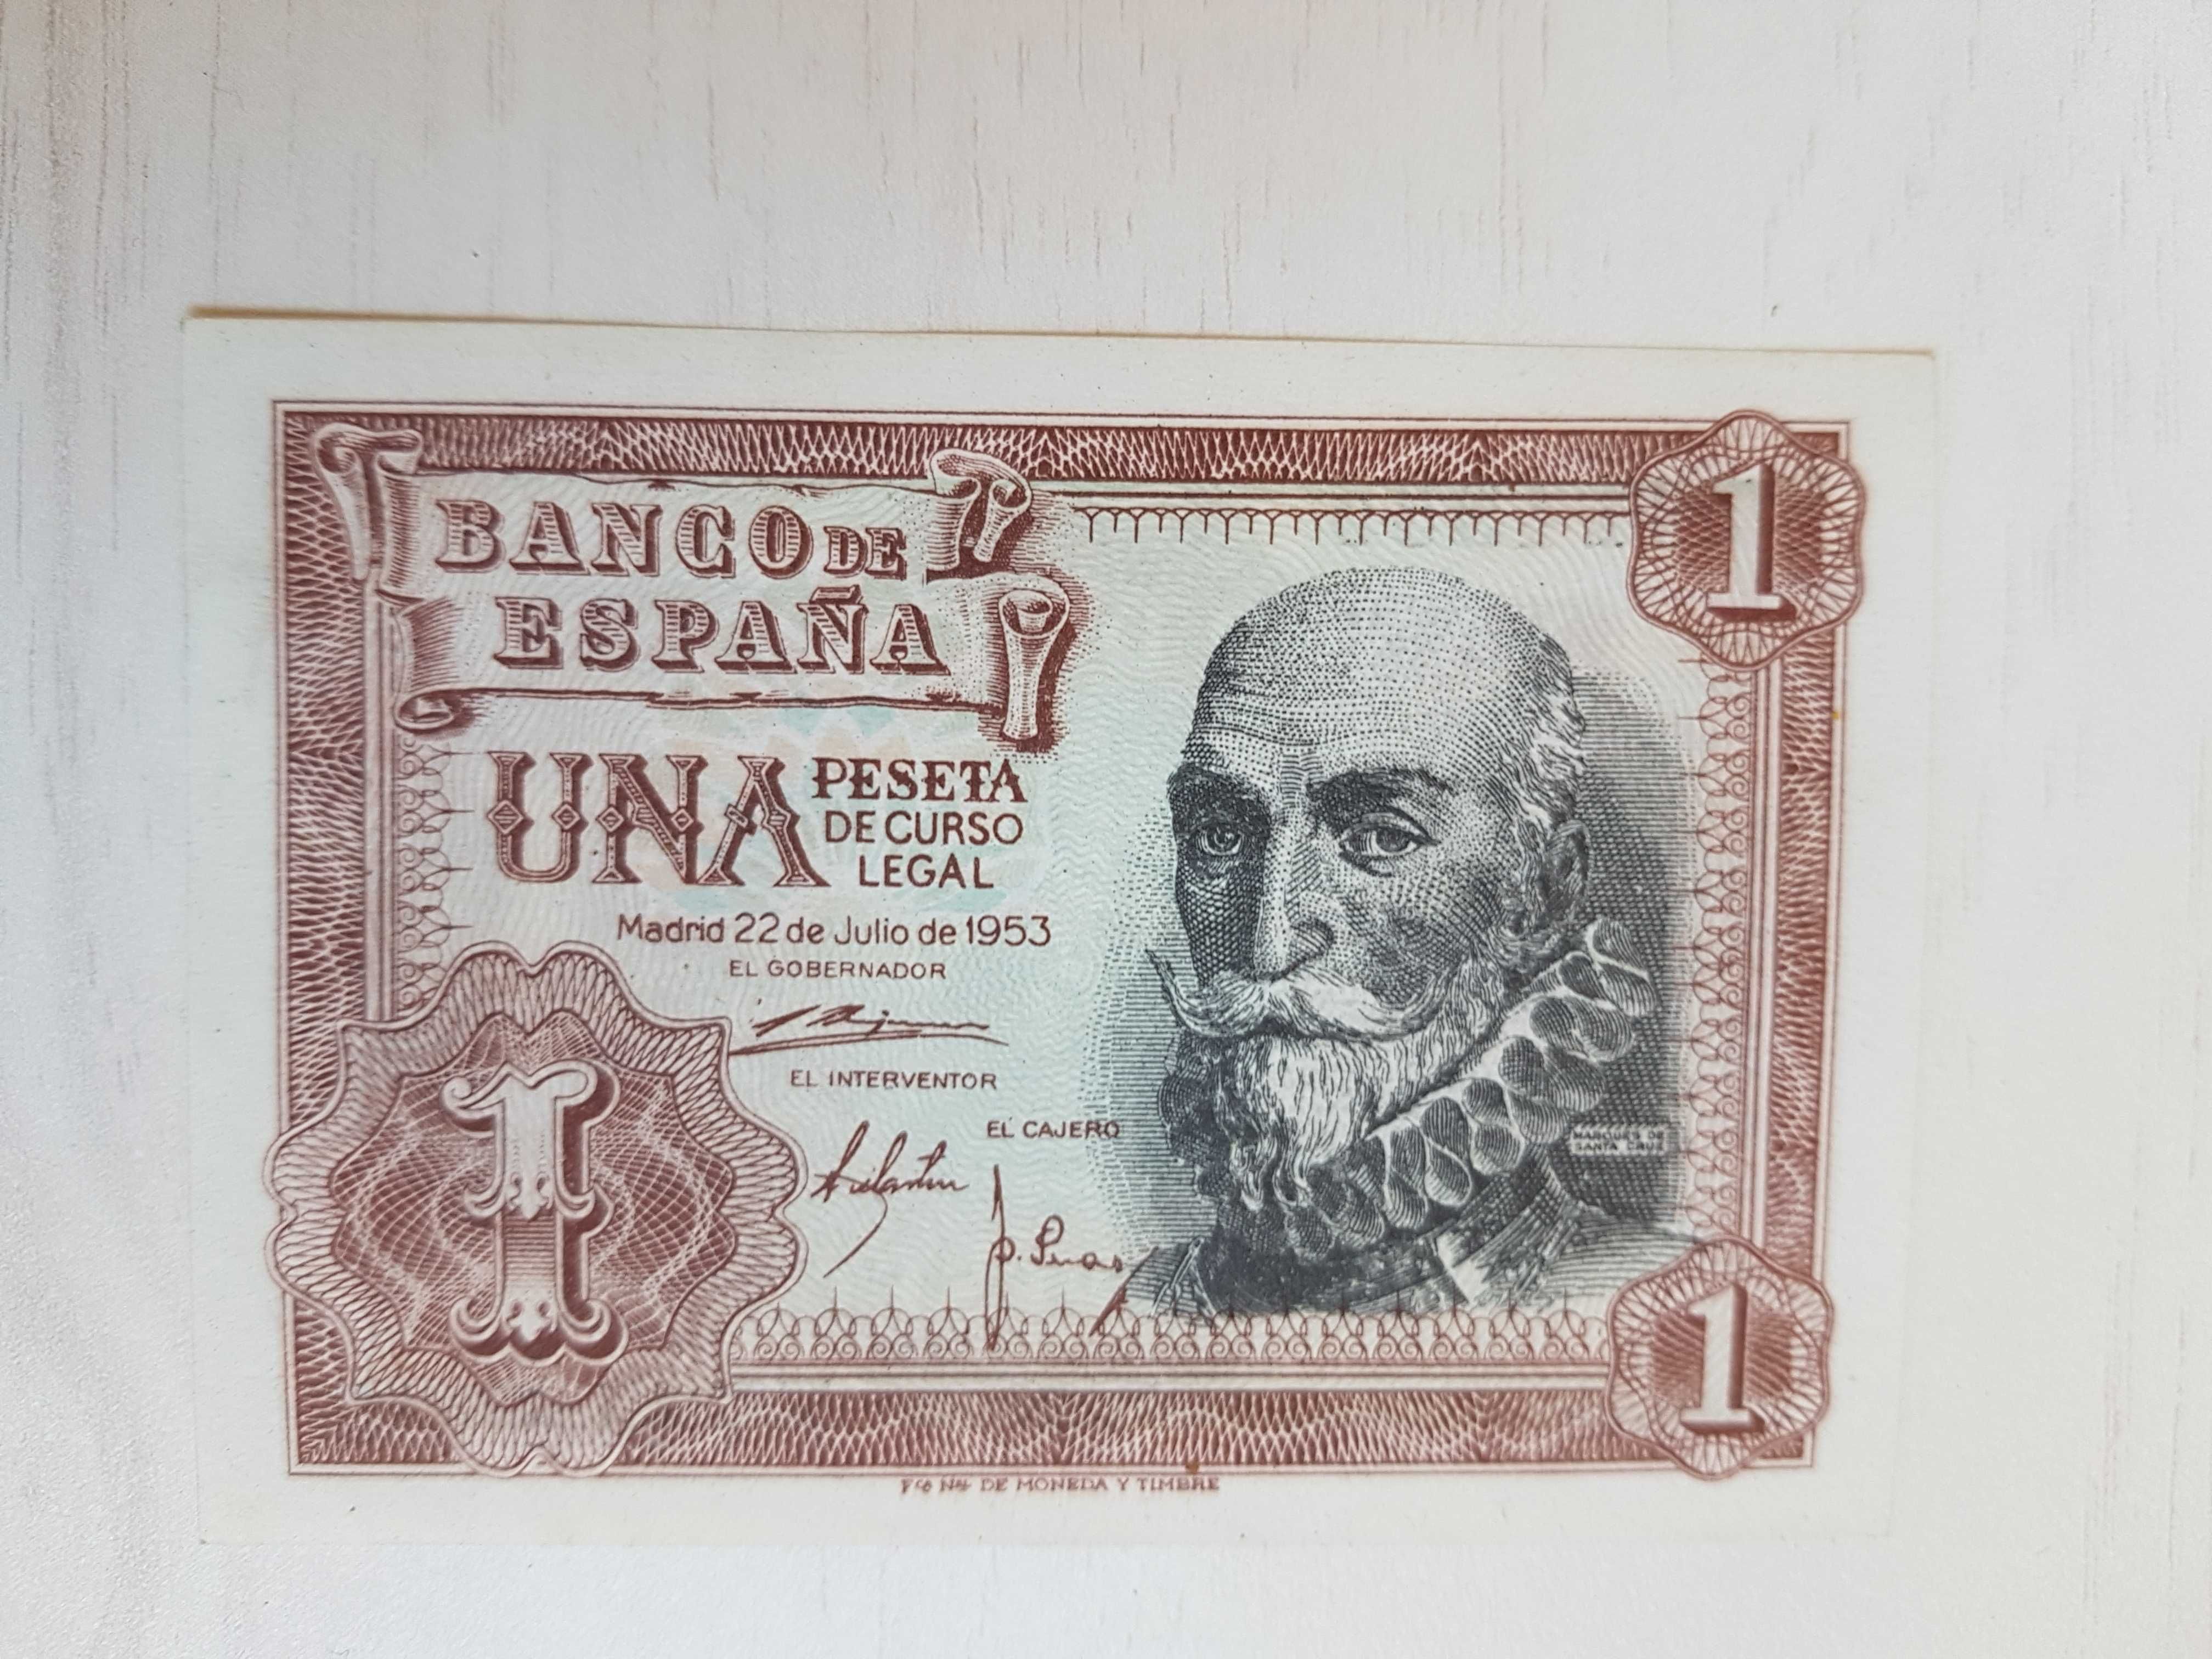 BANCO DE
ESPAÑA
1
UNA PESETA
DE CURSO
LEGAL
Madrid 22 de Julio de 1953
EL GOBERNADOR
EL INTERVENTOR
EL CAJERO
MARQUES DE
SANTA CRUZ
1
1
FCA NAL DE MONEDA Y TIMBRE